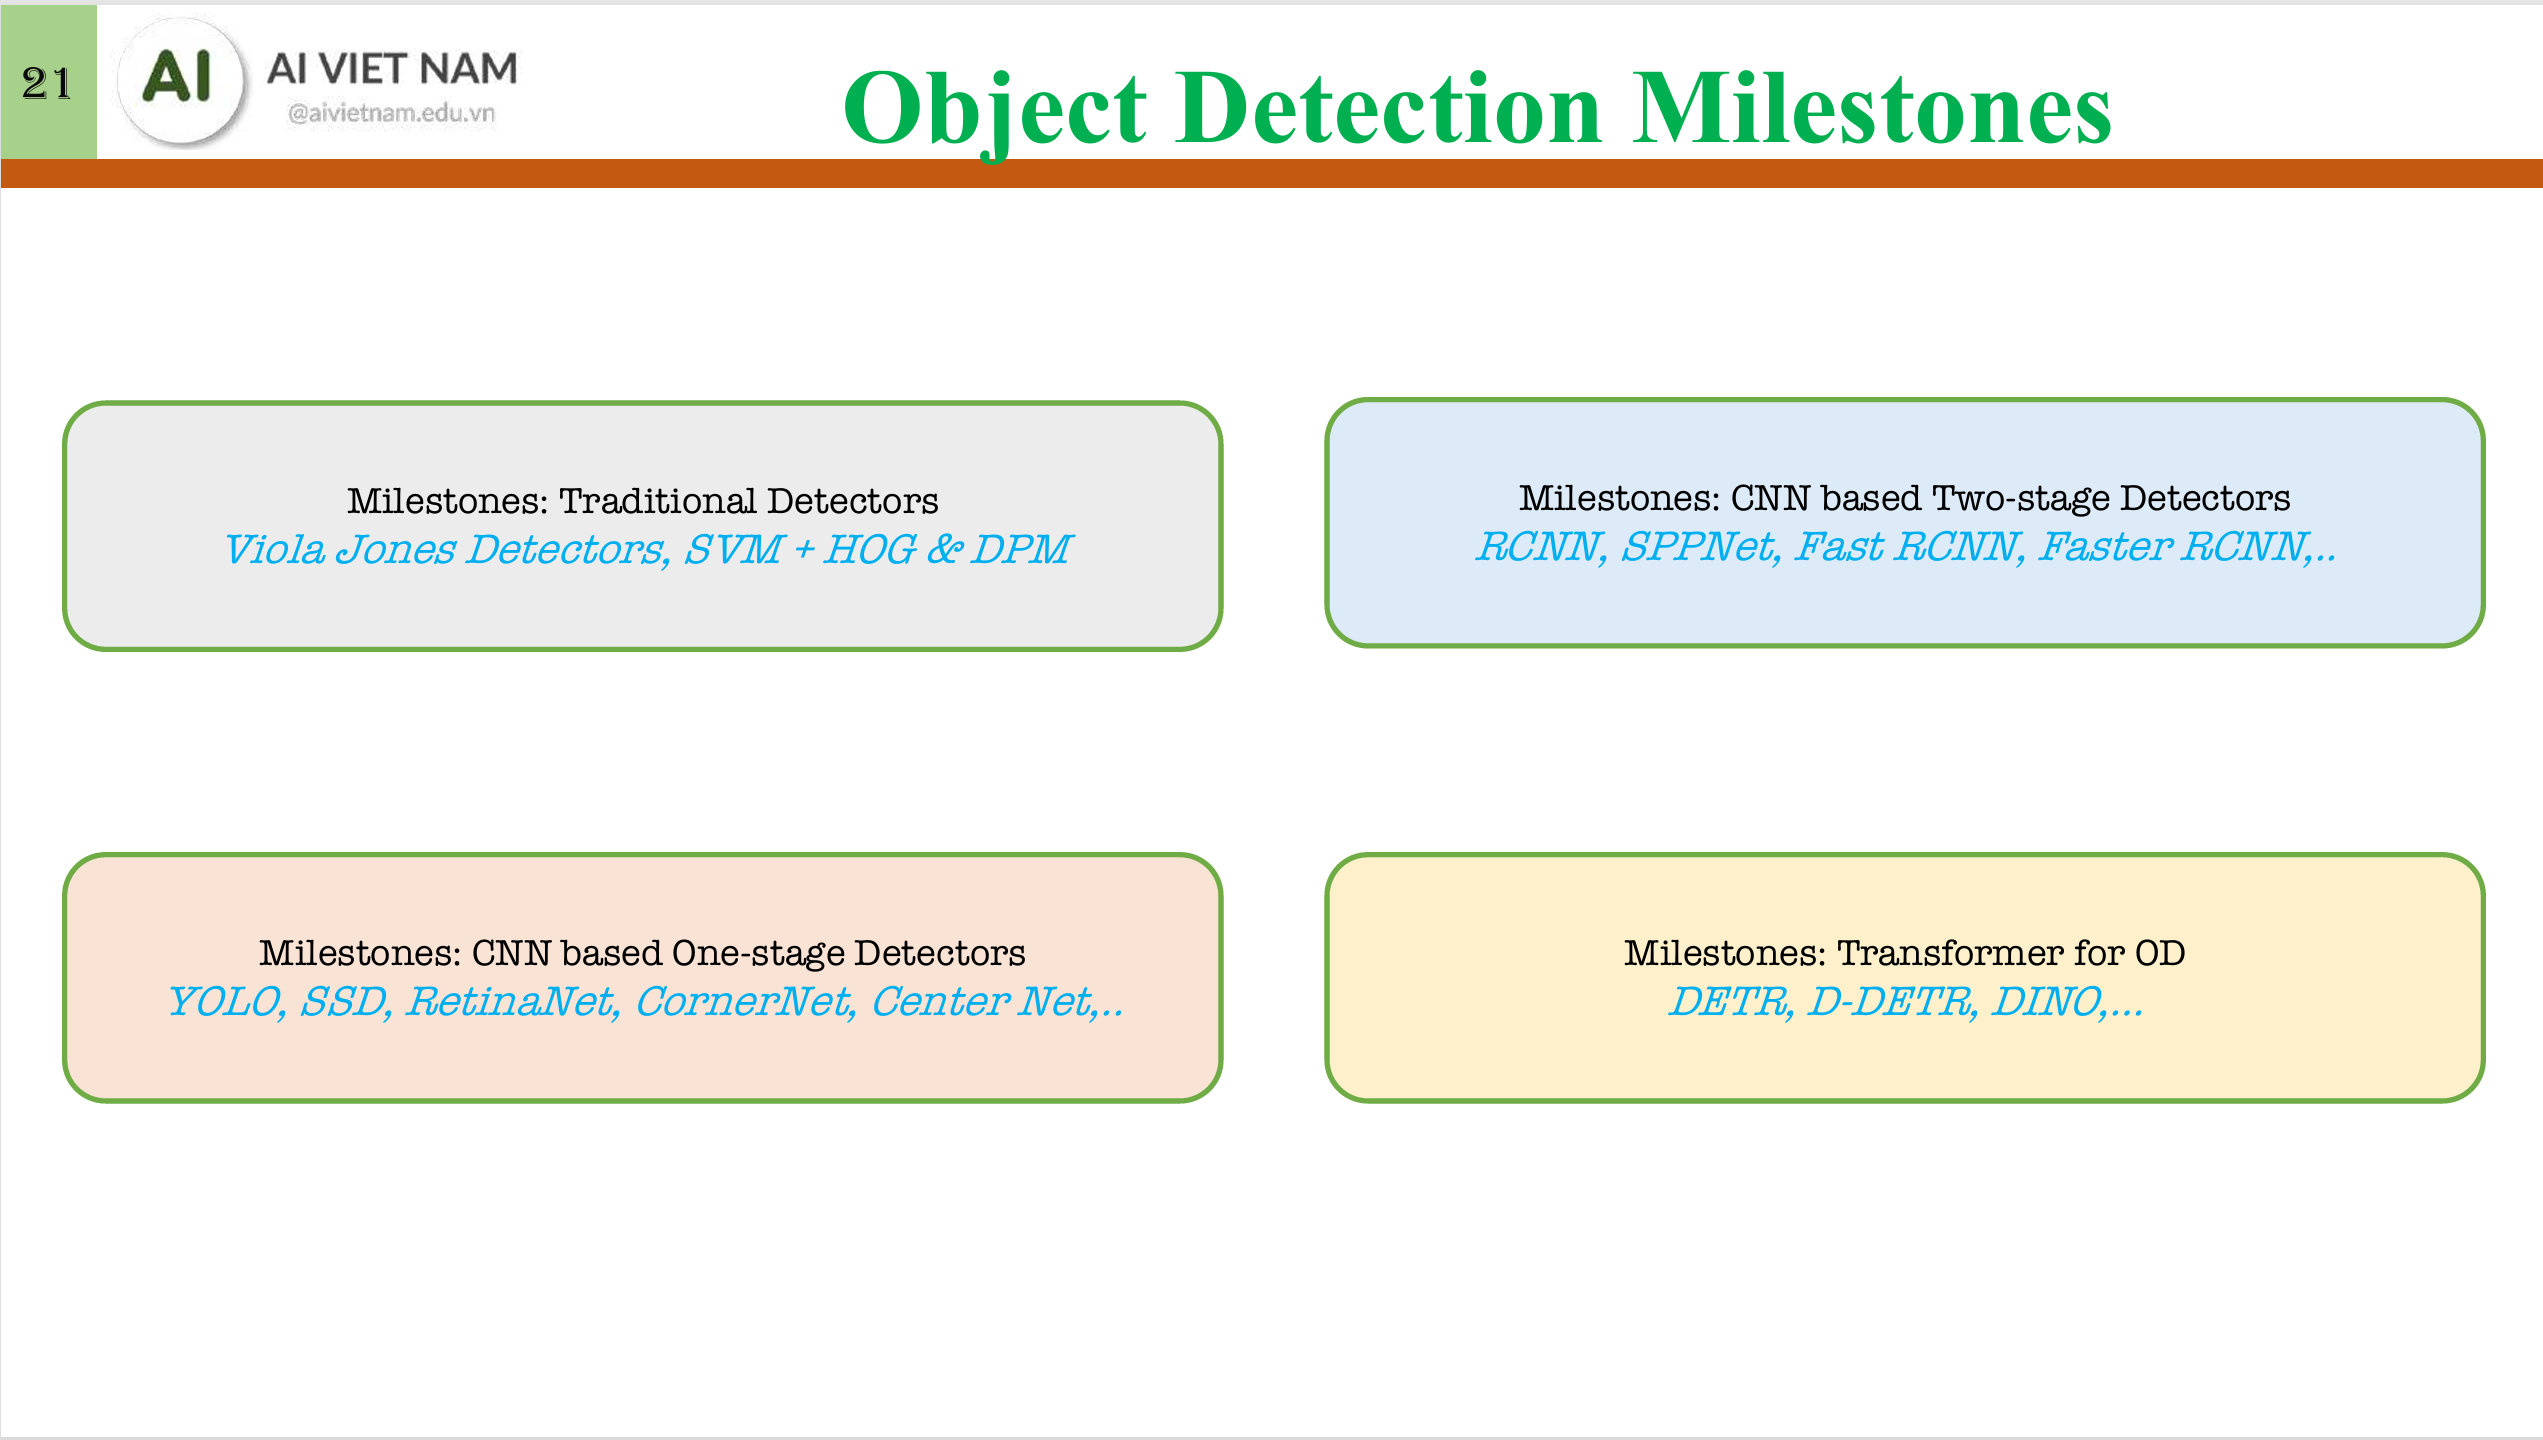 21
AI
AI VIET NAM
@aivietnam.edu.vn
Object Detection Milestones
Milestones: Traditional Detectors
Viola Jones Detectors, SVM + HOG & DPM
Milestones: CNN based Two-stage Detectors
RCNN, SPPNet, Fast RCNN, Faster RCNN,..
Milestones: CNN based One-stage Detectors
YOLO, SSD, RetinaNet, CornerNet, Center Net,..
Milestones: Transformer for OD
DETR, D-DETR, DINO,...